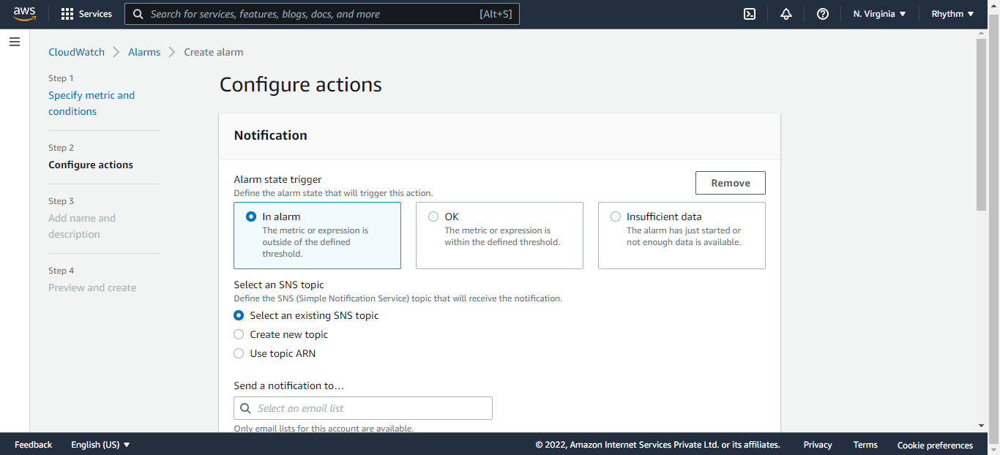 aws
Services
Search for services, features, blogs, docs, and more
[Alt+S]
N. Virginia
Rhythm
CloudWatch
Alarms
Create alarm
Step 1
Specify metric and
conditions
Step 2
Configure actions
Step 3
Add name and
description
Step 4
Preview and create
Configure actions
Notification
Alarm state trigger
Define the alarm state that will trigger this action.
Remove
In alarm
The metric or expression is
outside of the defined
threshold.
OK
The metric or expression is
within the defined threshold.
Insufficient data
The alarm has just started or
not enough data is available.
Select an SNS topic
Define the SNS (Simple Notification Service) topic that will receive the notification.
Select an existing SNS topic
Create new topic
Use topic ARN
Send a notification to…
Select an email list
Only email lists for this account are available.
Feedback
English (US)
© 2022, Amazon Internet Services Private Ltd. or its affiliates.
Privacy
Terms
Cookie preferences